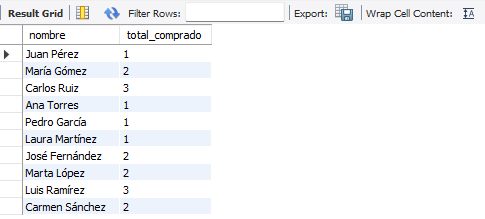 Result Grid Filter Rows: Export: Wrap Cell Content:
nombre total_comprado
Juan Pérez 1
María Gómez 2
Carlos Ruiz 3
Ana Torres 1
Pedro García 1
Laura Martínez 1
José Fernández 2
Marta López 2
Luis Ramírez 3
Carmen Sánchez 2